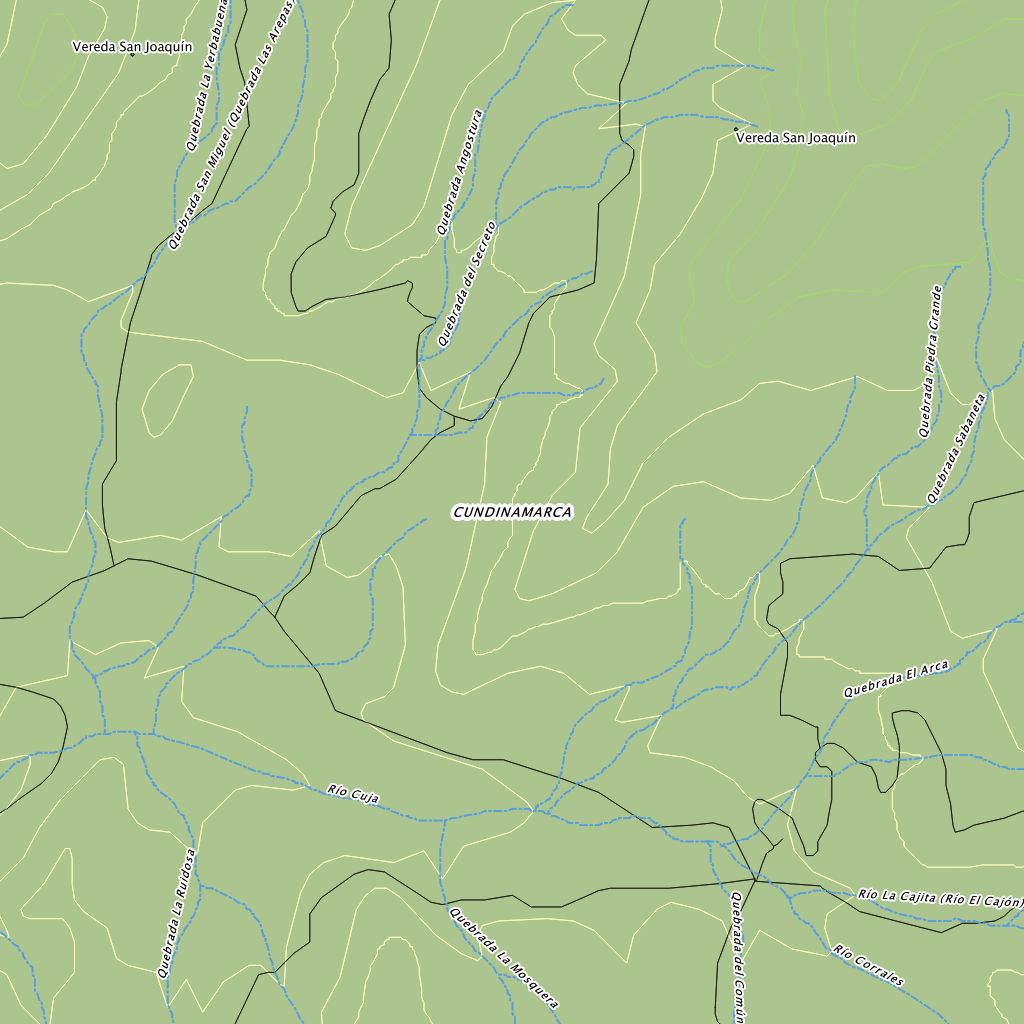 Quebrada La Yerbabuena
Quebrada San Miguel (Quebrada Las Arepas)
Vereda San Joaquín
Quebrada Angostura
Vereda San Joaquín
Quebrada del Secreto
Quebrada Piedra Grande
Quebrada Sabaneta
CUNDINAMARCA
Quebrada El Arca
Río Cuja
Quebrada La Ruidosa
Quebrada La Mosquera
Quebrada del Común
Río La Cajita (Río El Cajón)
Río Corrales